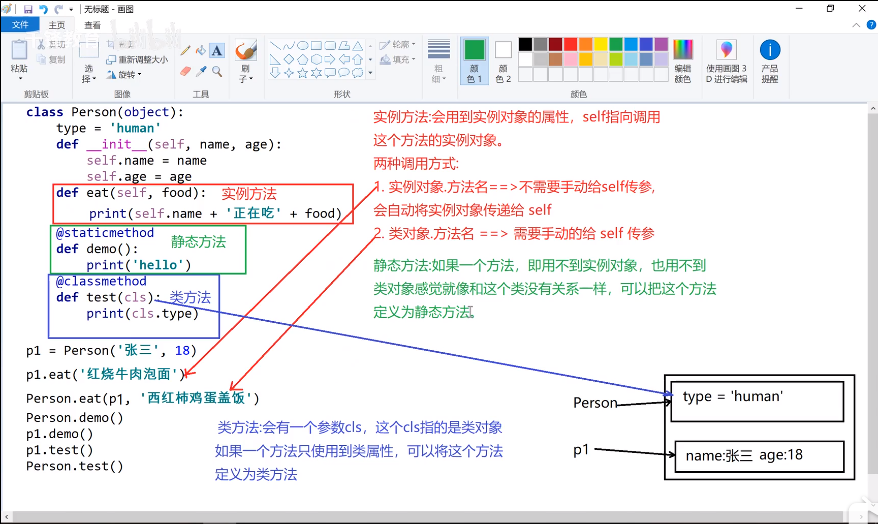 无标题 - 画图
文件 主页 查看
粘贴
剪切
复制
剪贴板
选择
裁剪
重新调整大小
旋转
图像
A
工具
刷子
形状
轮廓
填充
粗细
颜色 1
颜色 2
颜色
编辑颜色
使用画图 3D 进行编辑
产品提醒
class Person(object):
type = 'human'
def __init__(self, name, age):
self.name = name
self.age = age
def eat(self, food): 实例方法
print(self.name + '正在吃' + food)
@staticmethod
静态方法
def demo():
print('hello')
@classmethod
def test(cls): 类方法
print(cls.type)
p1 = Person('张三', 18)
p1.eat('红烧牛肉泡面')
Person.eat(p1, '西红柿鸡蛋盖饭')
Person.demo()
p1.demo()
p1.test()
Person.test()
实例方法:会用到实例对象的属性，self指向调用
这个方法的实例对象。
两种调用方式:
1. 实例对象.方法名==>不需要手动给self传参,
会自动将实例对象传递给 self
2. 类对象.方法名 ==> 需要手动的给 self 传参
静态方法:如果一个方法，即用不到实例对象，也用不到
类对象感觉就像和这个类没有关系一样，可以把这个方法
定义为静态方法
类方法:会有一个参数cls，这个cls指的是类对象
如果一个方法只使用到类属性，可以将这个方法
定义为类方法
Person
type = 'human'
p1
name:张三 age:18